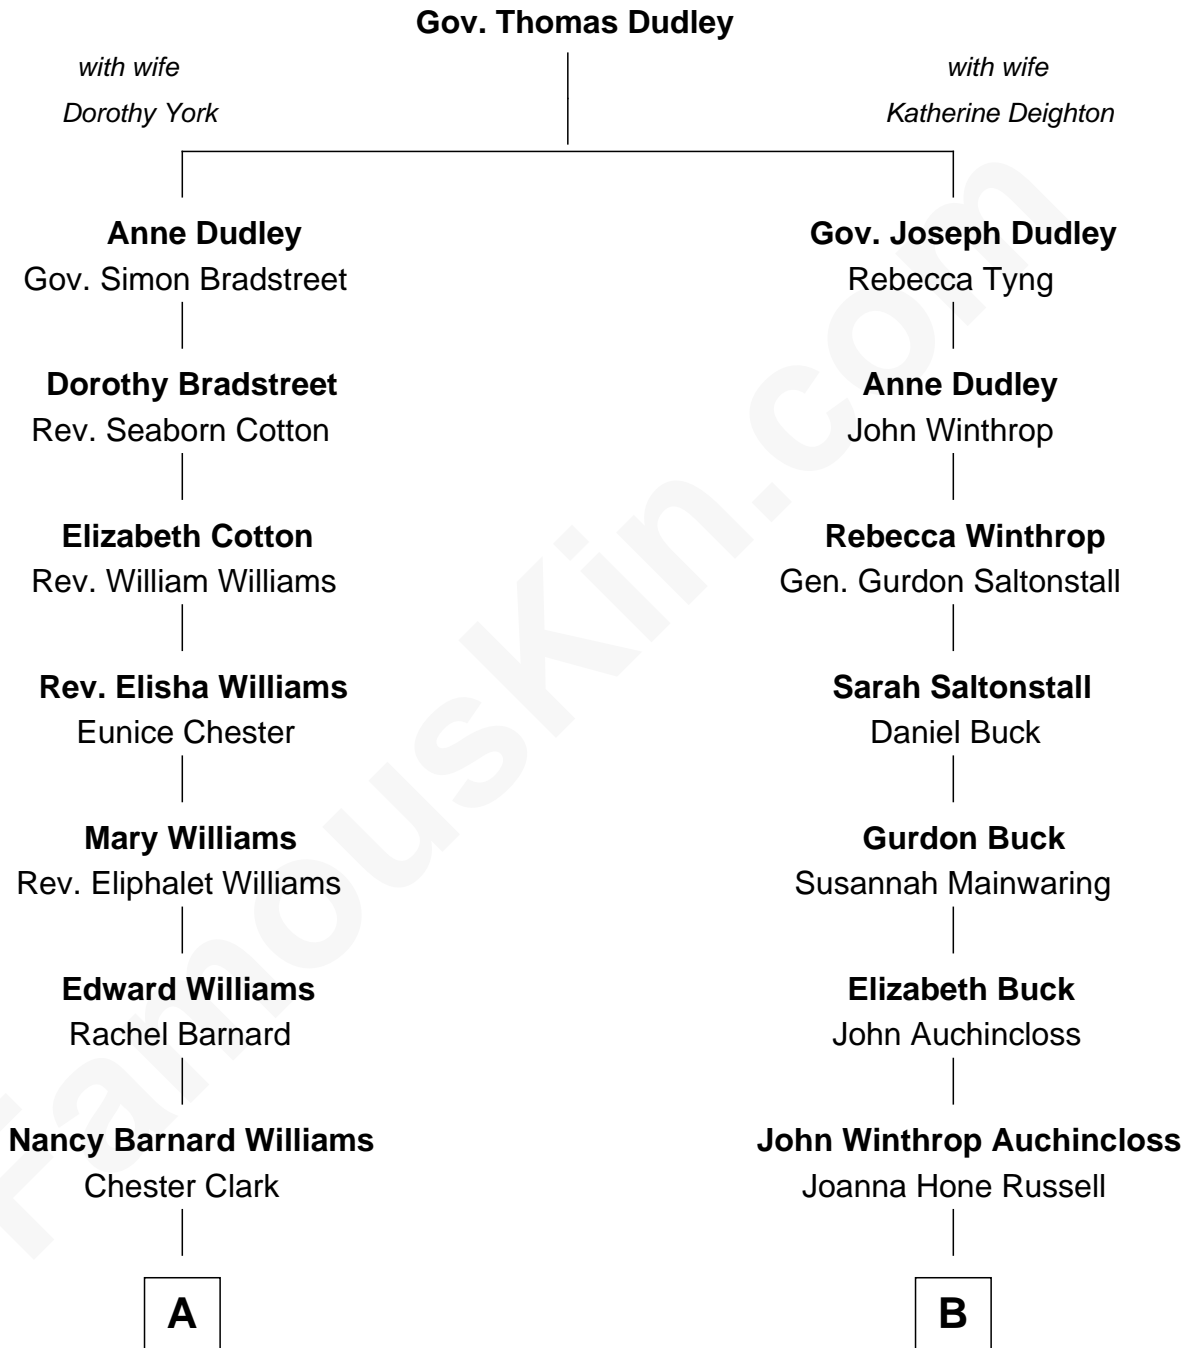 Gov. Thomas Dudley
with wife
Dorothy York
with wife
Katherine Deighton
Anne Dudley
Gov. Simon Bradstreet
Gov. Joseph Dudley
Rebecca Tyng
Dorothy Bradstreet
Rev. Seaborn Cotton
Anne Dudley
John Winthrop
Elizabeth Cotton
Rev. William Williams
Rebecca Winthrop
Gen. Gurdon Saltonstall
Rev. Elisha Williams
Eunice Chester
Sarah Saltonstall
Daniel Buck
Mary Williams
Rev. Eliphalet Williams
Gurdon Buck
Susannah Mainwaring
Edward Williams
Rachel Barnard
Elizabeth Buck
John Auchincloss
Nancy Barnard Williams
Chester Clark
John Winthrop Auchincloss
Joanna Hone Russell
A
B
FamousKin.com